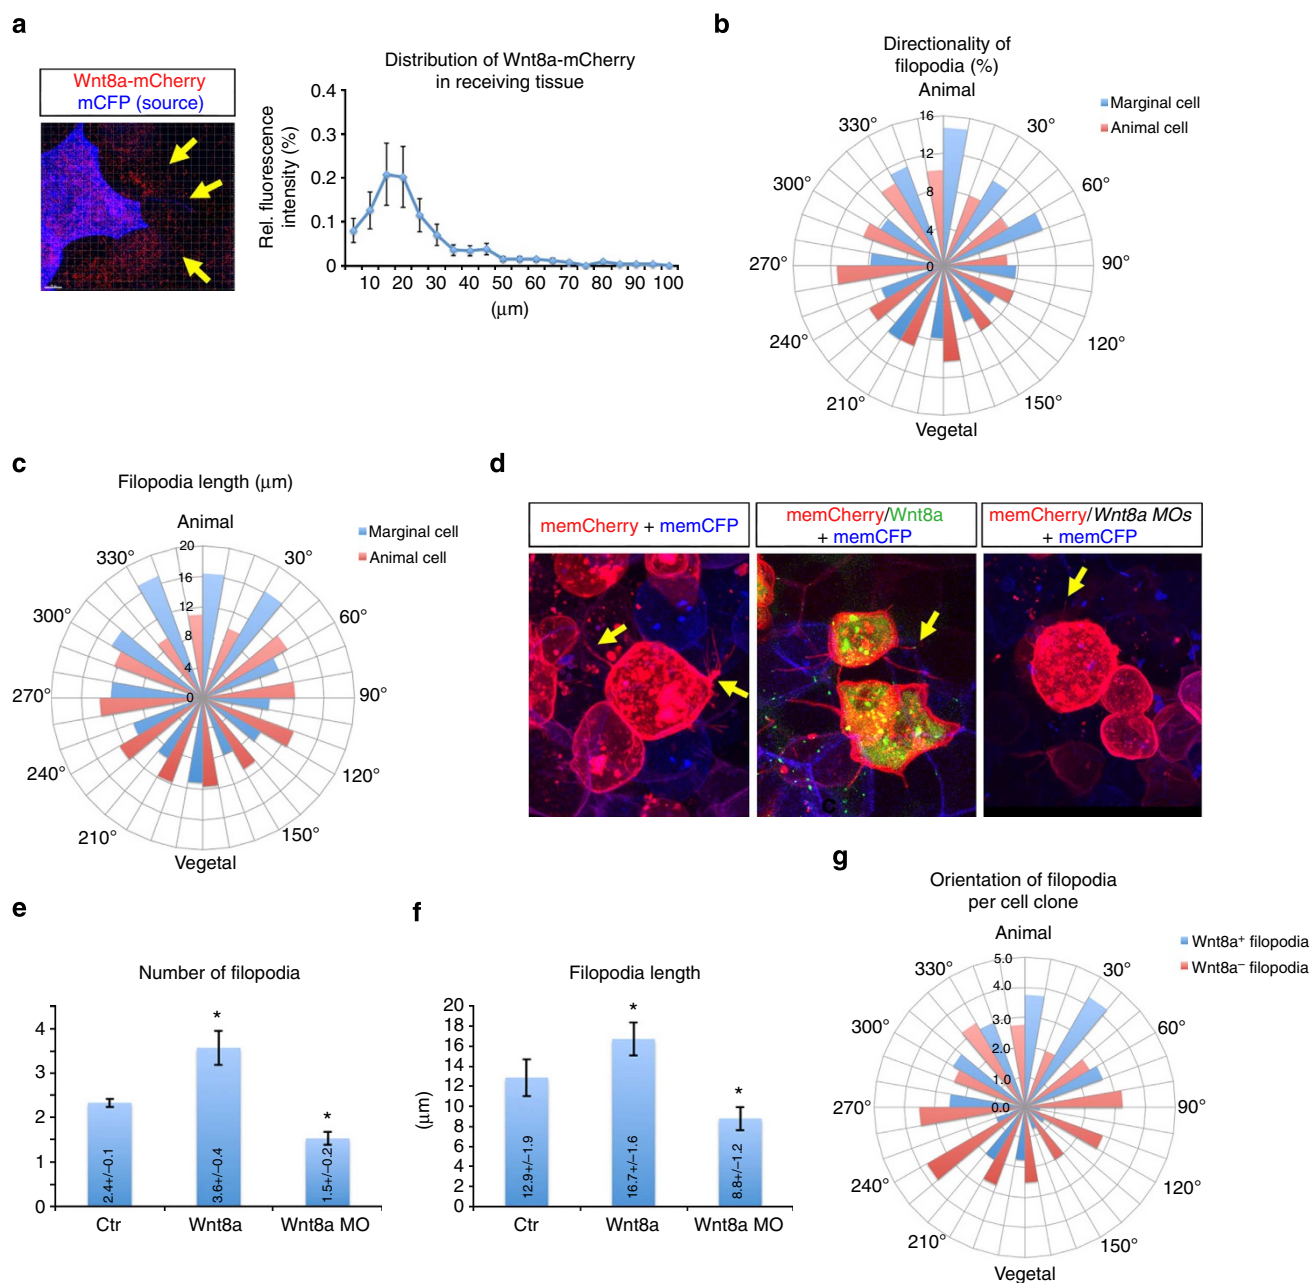 a
Wnt8a-mCherry
mCFP (source)
Distribution of Wnt8a-mCherry
in receiving tissue
Rel. fluorescence
intensity (%)
0.4
0.3
0.2
0.1
0
10 20 30 40 50 60 70 80 90 100
(μm)
b
Directionality of
filopodia (%)
Animal
Marginal cell
Animal cell
16
12
8
4
0
30°
60°
90°
120°
150°
Vegetal
210°
240°
270°
300°
330°
c
Filopodia length (μm)
Animal
Marginal cell
Animal cell
20
16
12
8
4
0
30°
60°
90°
120°
150°
Vegetal
210°
240°
270°
300°
330°
d
memCherry + memCFP
memCherry/Wnt8a
+ memCFP
memCherry/Wnt8a MOs
+ memCFP
c
e
Number of filopodia
4
3
2
1
0
2.4+/−0.1
3.6+/−0.4
1.5+/−0.2
*
*
Ctr Wnt8a Wnt8a MO
f
Filopodia length
(μm)
20
18
16
14
12
10
8
6
4
2
0
12.9+/−1.9
16.7+/−1.6
8.8+/−1.2
*
*
Ctr Wnt8a Wnt8a MO
g
Orientation of filopodia
per cell clone
Animal
Wnt8a⁺ filopodia
Wnt8a⁻ filopodia
5.0
4.0
3.0
2.0
1.0
0.0
30°
60°
90°
120°
150°
Vegetal
210°
240°
270°
300°
330°